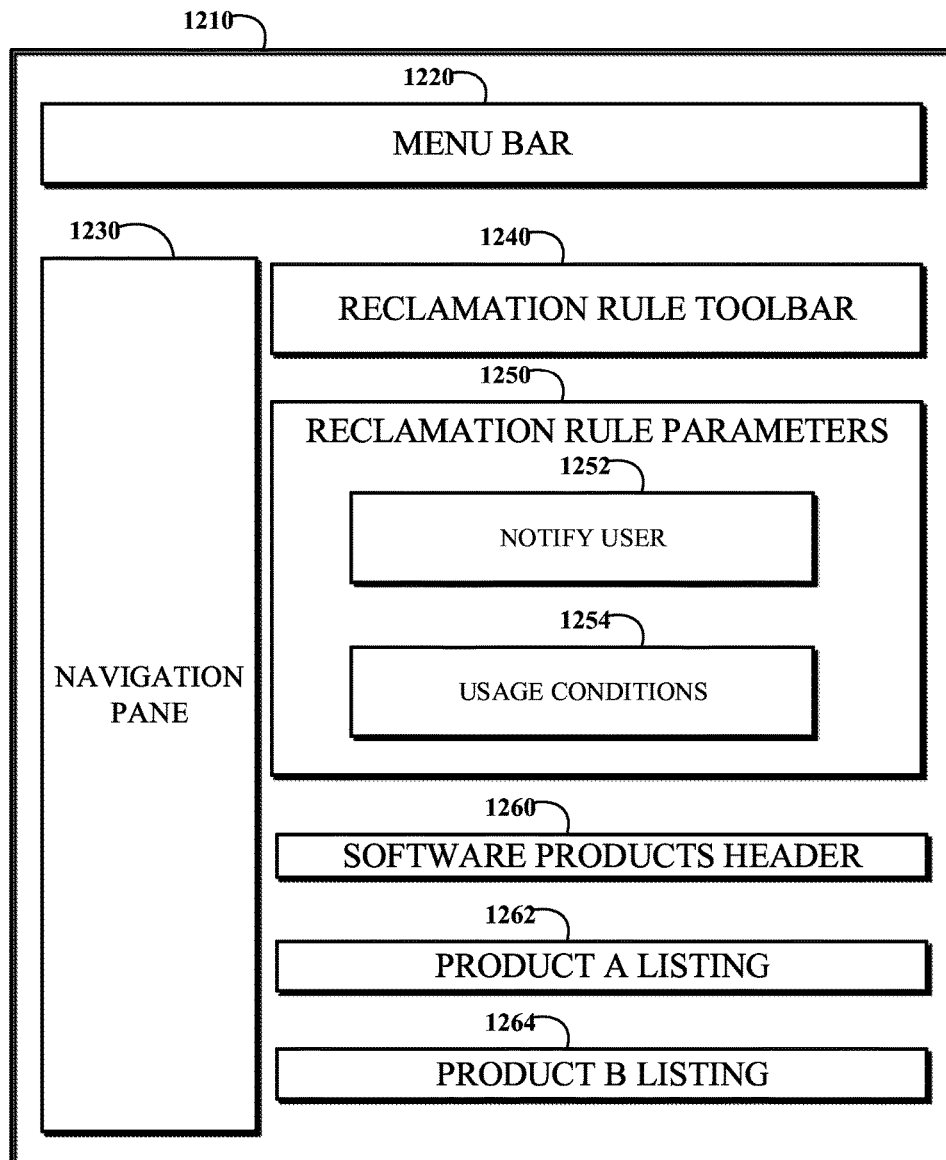 1210
1220
MENU BAR
1230
NAVIGATION
PANE
1240
RECLAMATION RULE TOOLBAR
1250
RECLAMATION RULE PARAMETERS
1252
NOTIFY USER
1254
USAGE CONDITIONS
1260
SOFTWARE PRODUCTS HEADER
1262
PRODUCT A LISTING
1264
PRODUCT B LISTING